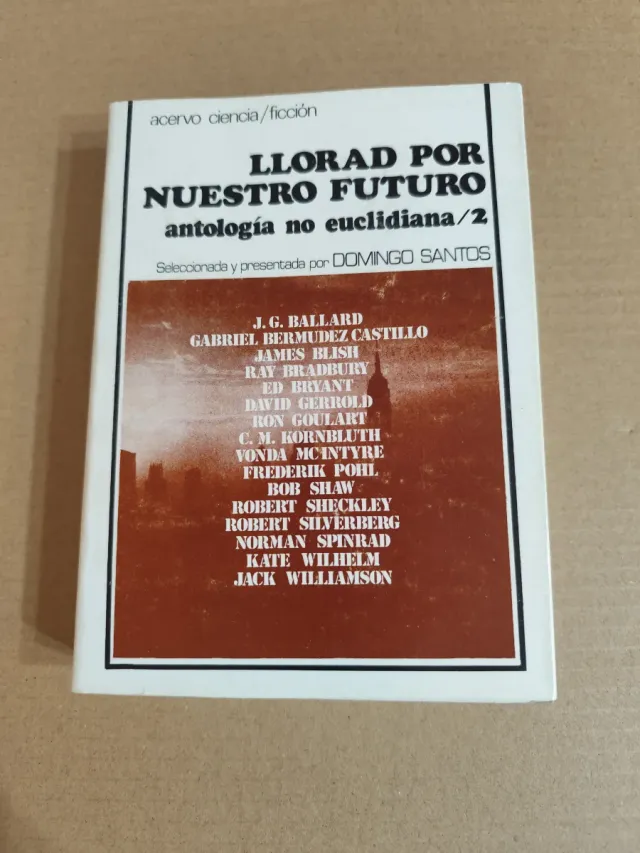 acervo ciencia/ficción
LLORAD POR
NUESTRO FUTURO
antología no euclidiana/2
Seleccionada y presentada por DOMINGO SANTOS
J. G. BALLARD
GABRIEL BERMUDEZ CASTILLO
JAMES BLISH
RAY BRADBURY
ED BRYANT
DAVID GERROLD
RON GOULART
C. M. KORNBLUTH
VONDA MCINTYRE
FREDERIK POHL
BOB SHAW
ROBERT SHECKLEY
ROBERT SILVERBERG
NORMAN SPINRAD
KATE WILHELM
JACK WILLIAMSON